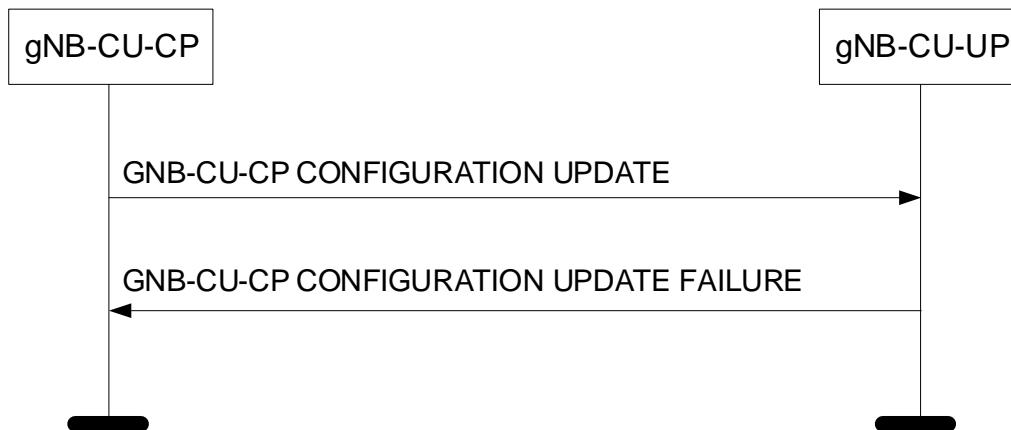 gNB-CU-CP
gNB-CU-UP
GNB-CU-CP CONFIGURATION UPDATE
GNB-CU-CP CONFIGURATION UPDATE FAILURE